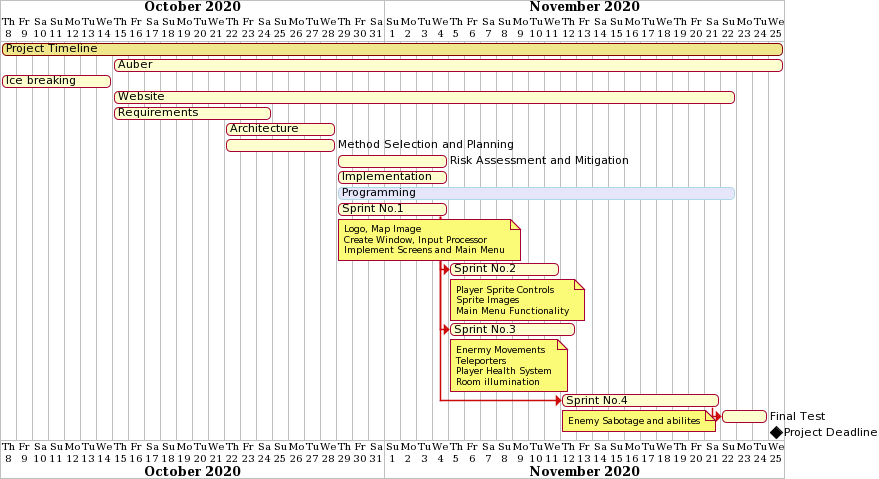 October 2020 November 2020
Th Fr Sa Su Mo Tu We Th Fr Sa Su Mo Tu We Th Fr Sa Su Mo Tu We Th Fr Sa Su Mo Tu We Th Fr Sa Su Mo Tu We Th Fr Sa Su Mo Tu We Th Fr Sa Su Mo Tu We
8 9 10 11 12 13 14 15 16 17 18 19 20 21 22 23 24 25 26 27 28 29 30 31 1 2 3 4 5 6 7 8 9 10 11 12 13 14 15 16 17 18 19 20 21 22 23 24 25
Project Timeline
Auber
Ice breaking
Website
Requirements
Architecture
Method Selection and Planning
Risk Assessment and Mitigation
Implementation
Programming
Sprint No.1
Logo, Map Image
Create Window, Input Processor
Implement Screens and Main Menu
Sprint No.2
Player Sprite Controls
Sprite Images
Main Menu Functionality
Sprint No.3
Enermy Movements
Teleporters
Player Health System
Room illumination
Sprint No.4
Enemy Sabotage and abilites
Final Test
Project Deadline
Th Fr Sa Su Mo Tu We Th Fr Sa Su Mo Tu We Th Fr Sa Su Mo Tu We Th Fr Sa Su Mo Tu We Th Fr Sa Su Mo Tu We Th Fr Sa Su Mo Tu We Th Fr Sa Su Mo Tu We
8 9 10 11 12 13 14 15 16 17 18 19 20 21 22 23 24 25 26 27 28 29 30 31 1 2 3 4 5 6 7 8 9 10 11 12 13 14 15 16 17 18 19 20 21 22 23 24 25
October 2020 November 2020